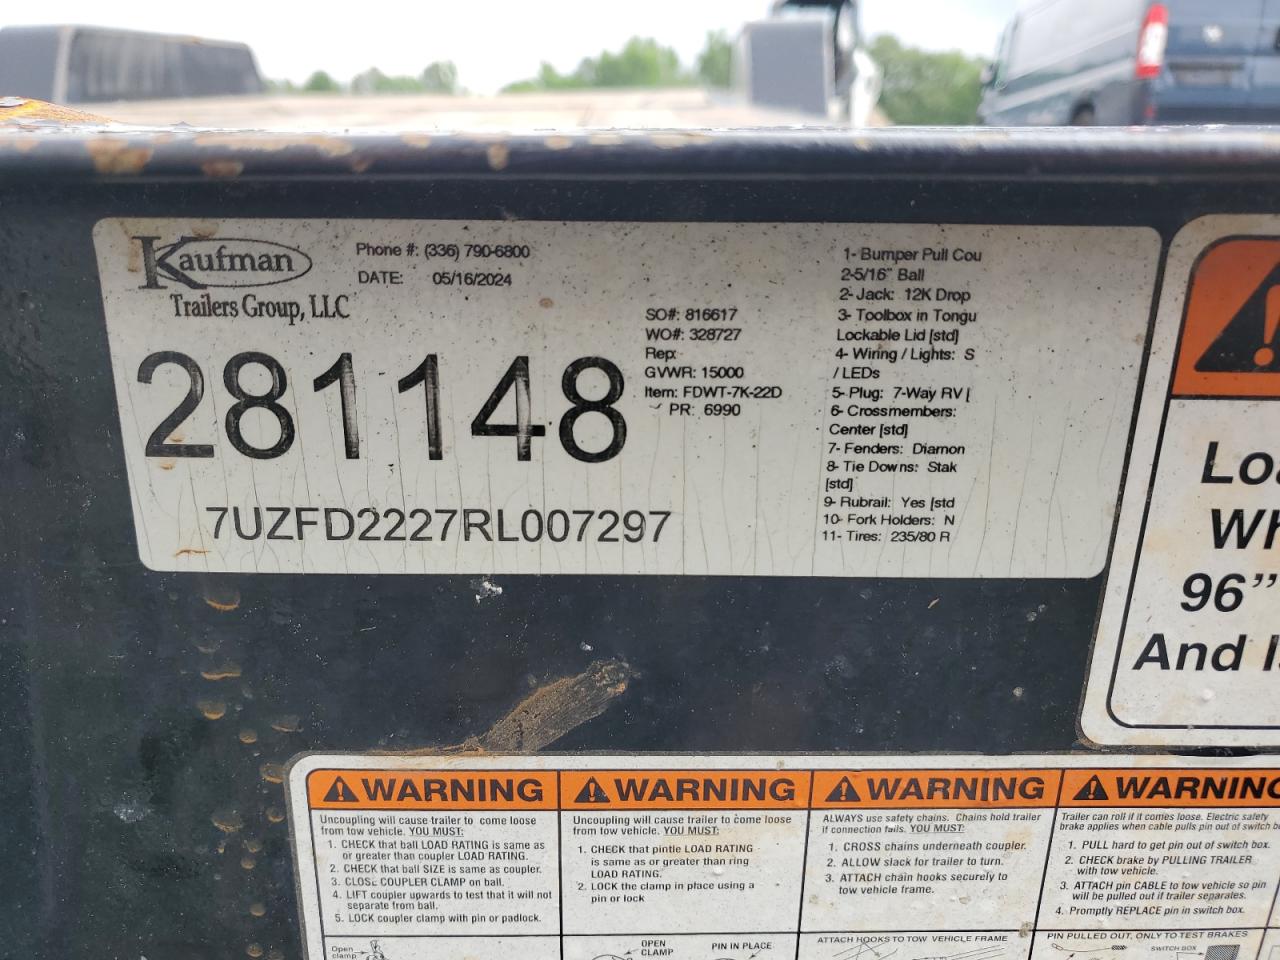 Kaufman
Trailers Group, LLC
Phone #: (336) 790-6800
DATE: 05/16/2024
281148
7UZFD2227RL007297
SO#: 816617
WO#: 328727
Rep:
GVWR: 15000
Item: FDWT-7K-22D
PR: 6990
1- Bumper Pull Cou
2-5/16" Ball
2- Jack: 12K Drop
3- Toolbox in Tongu
Lockable Lid [std]
4- Wiring / Lights: S
/ LEDs
5- Plug: 7-Way RV [
6- Crossmembers:
Center [std]
7- Fenders: Diamon
8- Tie Downs: Stak
[std]
9- Rubrail: Yes [std
10- Fork Holders: N
11- Tires: 235/80 R
96"
And
WARNING
Uncoupling will cause trailer to come loose
from tow vehicle. YOU MUST:
1. CHECK that ball LOAD RATING is same as
or greater than coupler LOAD RATING.
2. CHECK that ball SIZE is same as coupler.
3. CLOSE COUPLER CLAMP on ball.
4. LIFT coupler upwards to test that it will not
separate from ball.
5. LOCK coupler clamp with pin or padlock.
Open
clamp
WARNING
Uncoupling will cause trailer to come loose
from tow vehicle. YOU MUST:
1. CHECK that pintle LOAD RATING
is same as or greater than ring
LOAD RATING.
2. LOCK the clamp in place using a
pin or lock
OPEN
CLAMP
PIN IN PLACE
WARNING
ALWAYS use safety chains. Chains hold trailer
if connection fails. YOU MUST:
1. CROSS chains underneath coupler.
2. ALLOW slack for trailer to turn.
3. ATTACH chain hooks securely to
tow vehicle frame.
ATTACH HOOKS TO TOW VEHICLE FRAME
WARNING
Trailer can roll if it comes loose. Electric safety
brake applies when cable pulls pin out of switch
1. PULL hard to get pin out of switch box.
2. CHECK brake by PULLING TRAILER
with tow vehicle.
3. ATTACH pin CABLE to tow vehicle so pin
will be pulled out if trailer separates.
4. Promptly REPLACE pin in switch box.
PIN PULLED OUT, ONLY TO TEST BRAKES
SWITCH BOX